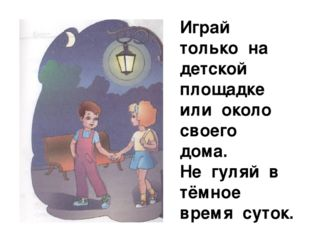 Играй
только на
детской
площадке
или около
своего
дома.
Не гуляй в
тёмное
время суток.